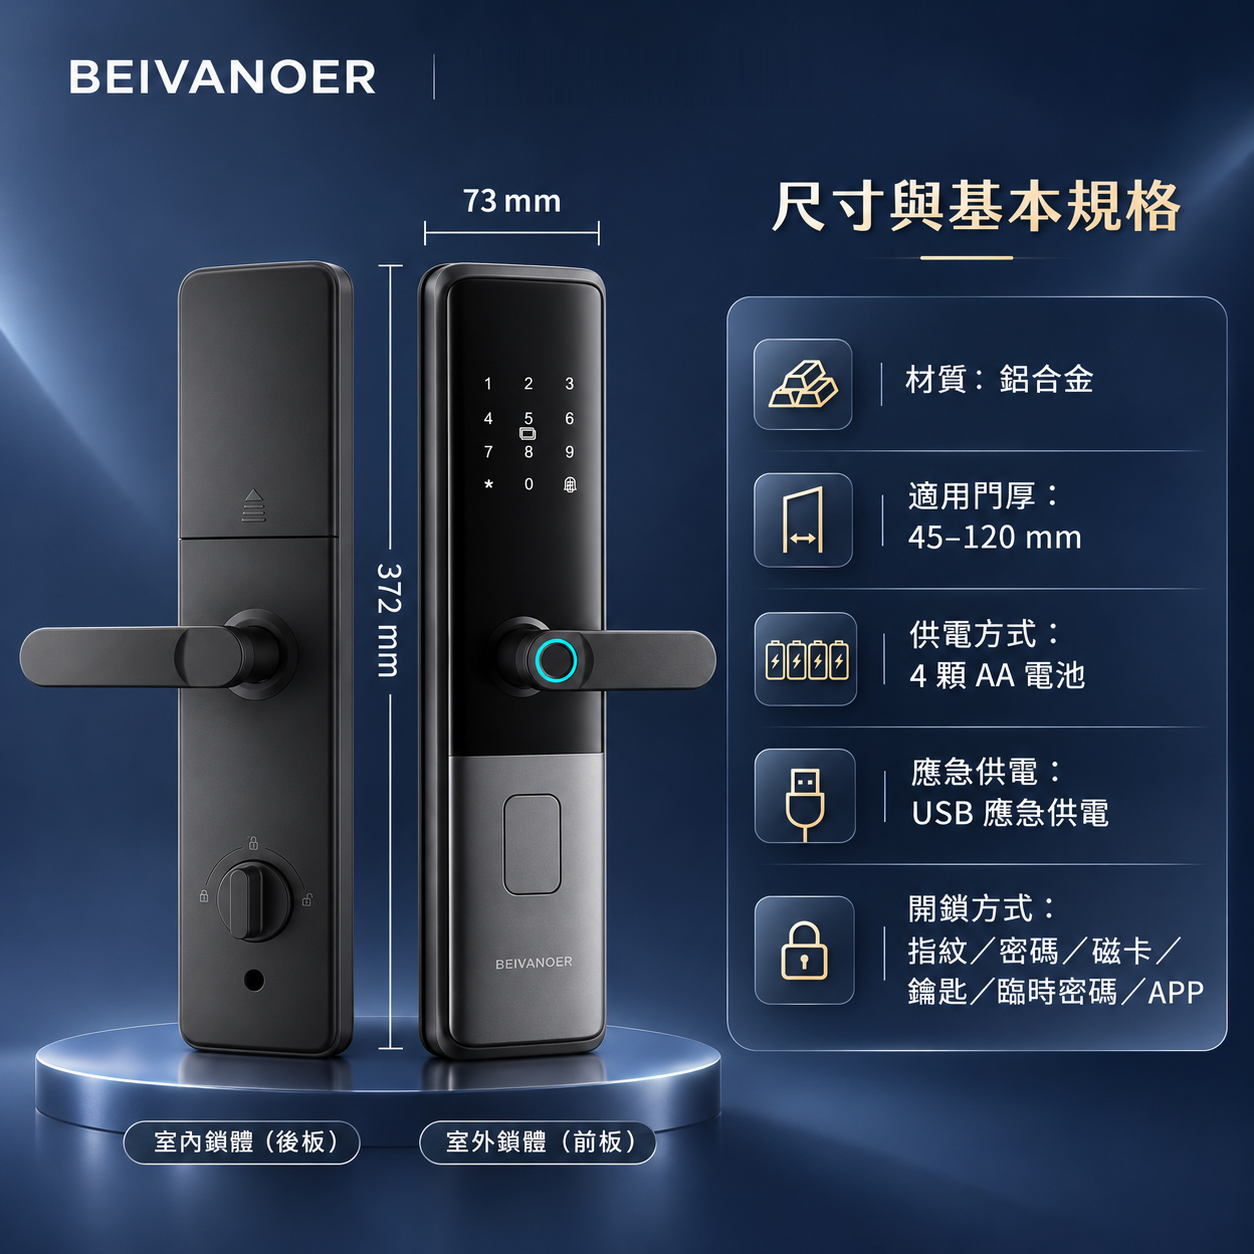 BEIVANOER
73 mm
尺寸與基本規格
372 mm
1 2 3
4 5 6
7 8 9
* 0
BEIVANOER
材質：鋁合金
適用門厚：
45–120 mm
供電方式：
4 顆 AA 電池
應急供電：
USB 應急供電
開鎖方式：
指紋／密碼／磁卡／
鑰匙／臨時密碼／APP
室內鎖體（後板）
室外鎖體（前板）